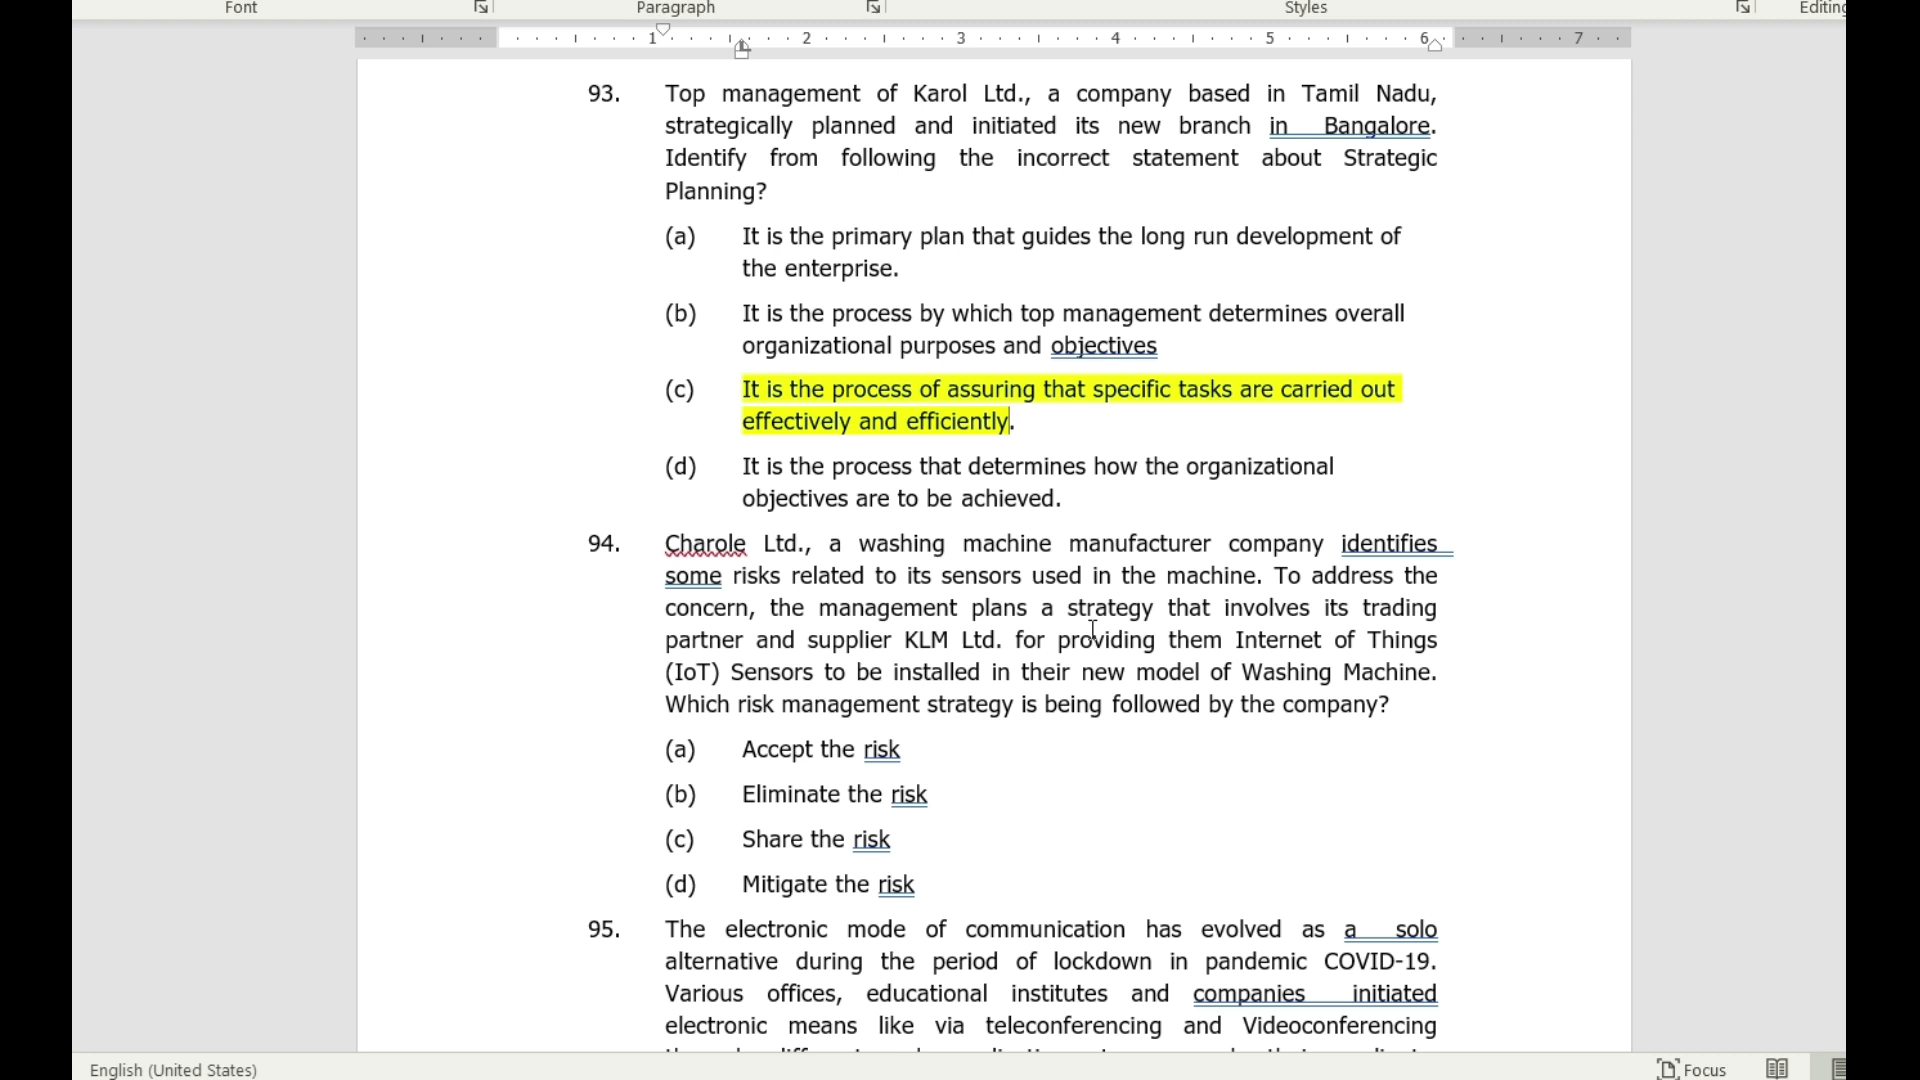 Font Paragraph Styles Editing
1 2 3 4 5 6 7
93. Top management of Karol Ltd., a company based in Tamil Nadu,
strategically planned and initiated its new branch in Bangalore.
Identify from following the incorrect statement about Strategic
Planning?
(a) It is the primary plan that guides the long run development of
the enterprise.
(b) It is the process by which top management determines overall
organizational purposes and objectives
(c) It is the process of assuring that specific tasks are carried out
effectively and efficiently.
(d) It is the process that determines how the organizational
objectives are to be achieved.
94. Charole Ltd., a washing machine manufacturer company identifies
some risks related to its sensors used in the machine. To address the
concern, the management plans a strategy that involves its trading
partner and supplier KLM Ltd. for providing them Internet of Things
(IoT) Sensors to be installed in their new model of Washing Machine.
Which risk management strategy is being followed by the company?
(a) Accept the risk
(b) Eliminate the risk
(c) Share the risk
(d) Mitigate the risk
95. The electronic mode of communication has evolved as a solo
alternative during the period of lockdown in pandemic COVID-19.
Various offices, educational institutes and companies initiated
electronic means like via teleconferencing and Videoconferencing
English (United States) Focus